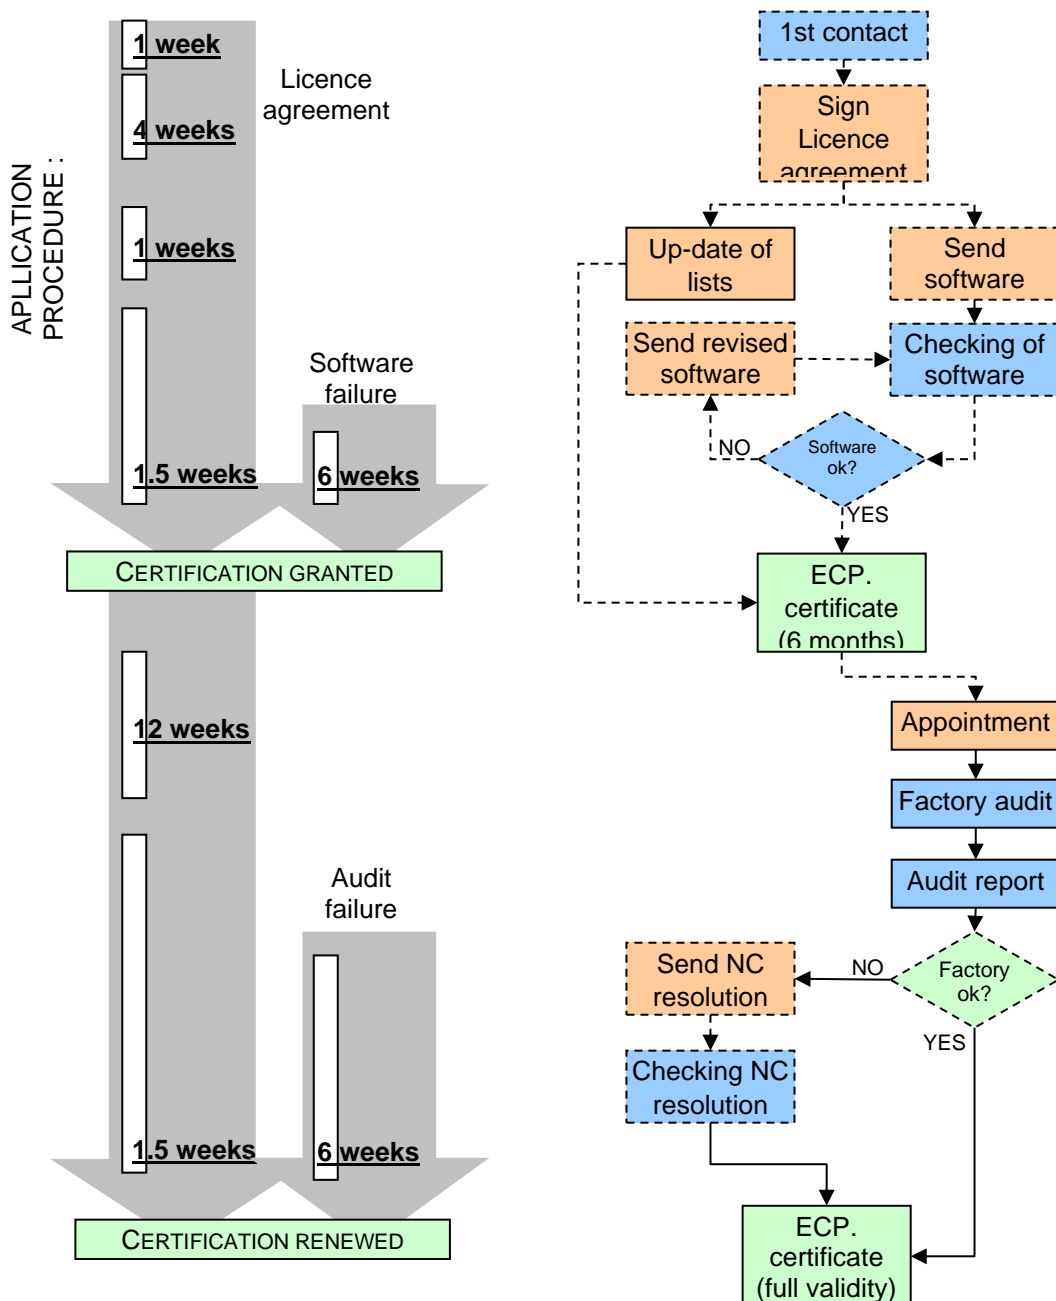 APLLICATION
PROCEDURE :
1 week
Licence
agreement
4 weeks
1 weeks
Software
failure
1.5 weeks
6 weeks
CERTIFICATION GRANTED
12 weeks
Audit
failure
1.5 weeks
6 weeks
CERTIFICATION RENEWED
1st contact
Sign
Licence
agreement
Up-date of
lists
Send
software
Send revised
software
Checking of
software
NO
Software
ok?
YES
ECP.
certificate
(6 months)
Appointment
Factory audit
Audit report
Send NC
resolution
NO
Factory
ok?
YES
Checking NC
resolution
ECP.
certificate
(full validity)